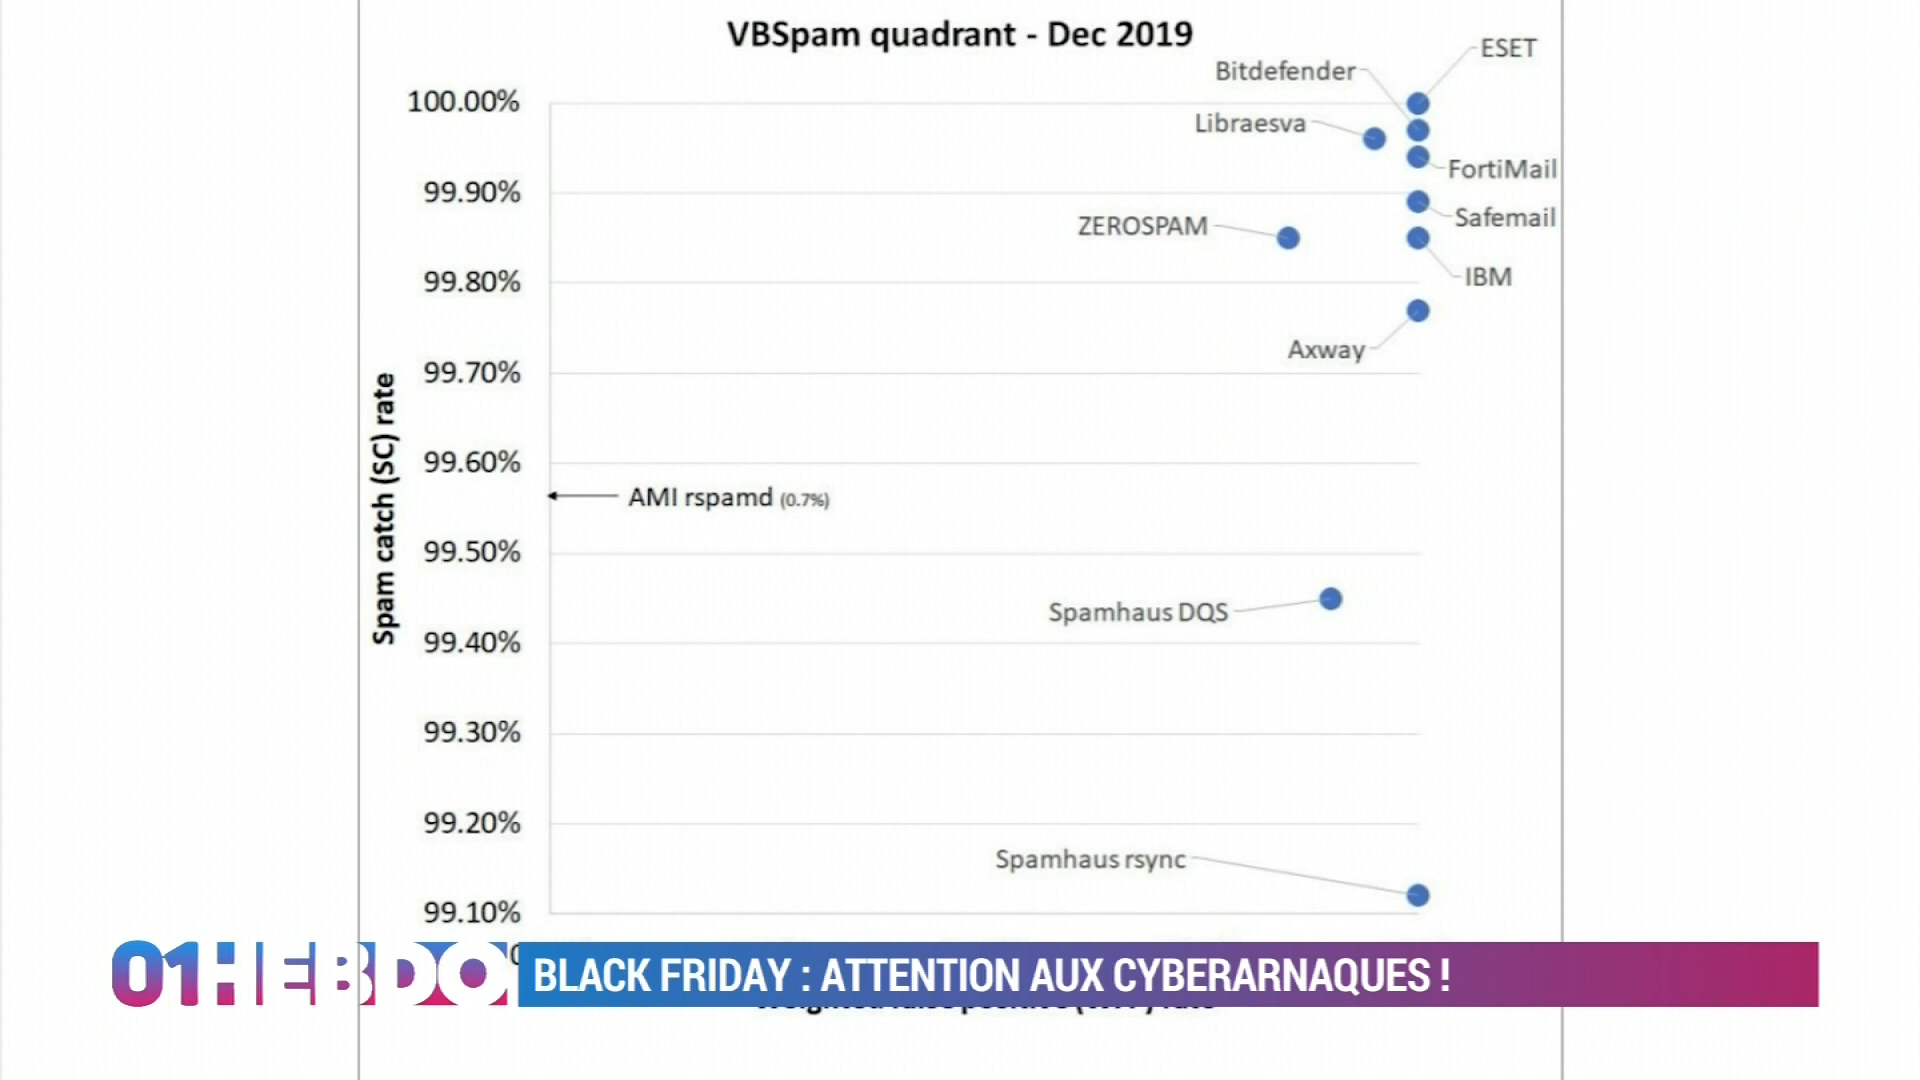 VBSpam quadrant - Dec 2019
ESET
Bitdefender
100.00%
Libraesva
FortiMail
99.90%
Safemail
ZEROSPAM
99.80%
IBM
Axway
99.70%
Spam catch (SC) rate
99.60%
AMI rspamd (0.7%)
99.50%
Spamhaus DQS
99.40%
99.30%
99.20%
Spamhaus rsync
99.10%
01HEBDO
BLACK FRIDAY : ATTENTION AUX CYBERARNAQUES !